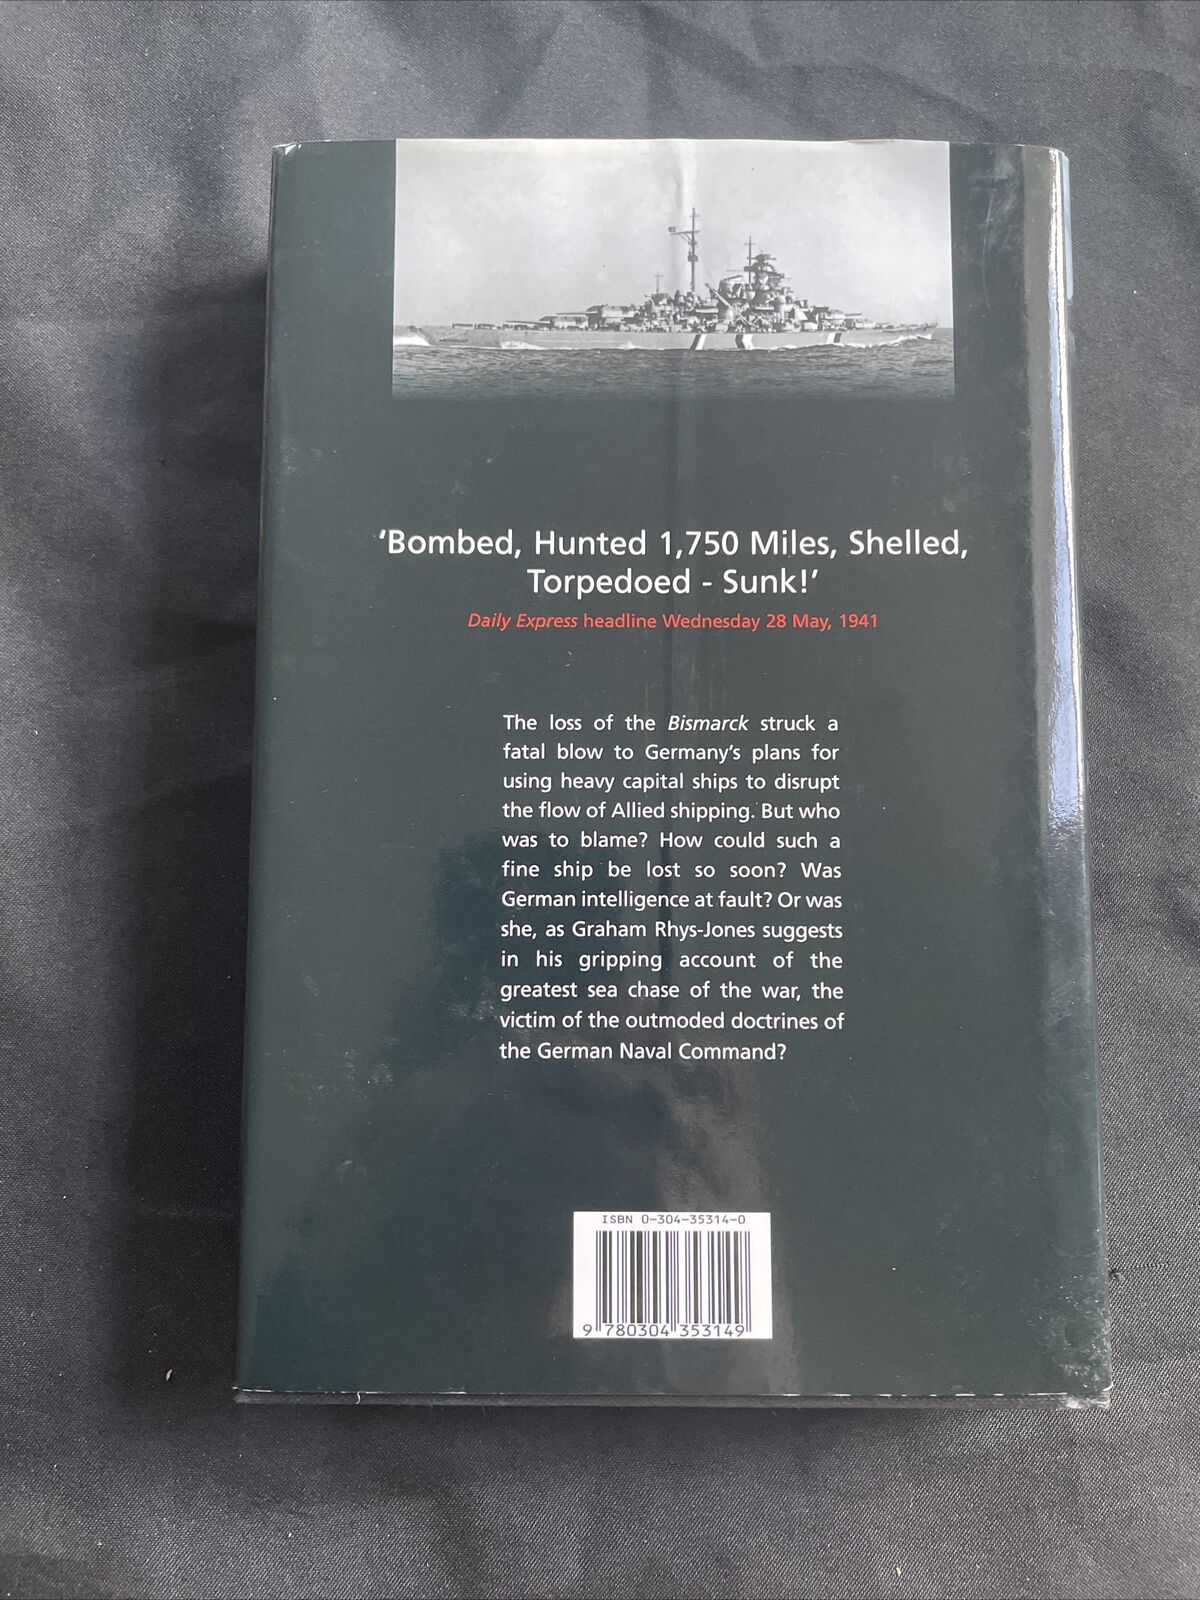 ‘Bombed, Hunted 1,750 Miles, Shelled,
Torpedoed - Sunk!’
Daily Express headline Wednesday 28 May, 1941
The loss of the Bismarck struck a
fatal blow to Germany’s plans for
using heavy capital ships to disrupt
the flow of Allied shipping. But who
was to blame? How could such a
fine ship be lost so soon? Was
German intelligence at fault? Or was
she, as Graham Rhys-Jones suggests
in his gripping account of the
greatest sea chase of the war, the
victim of the outmoded doctrines of
the German Naval Command?
ISBN 0-304-35314-0
9 780304 353149